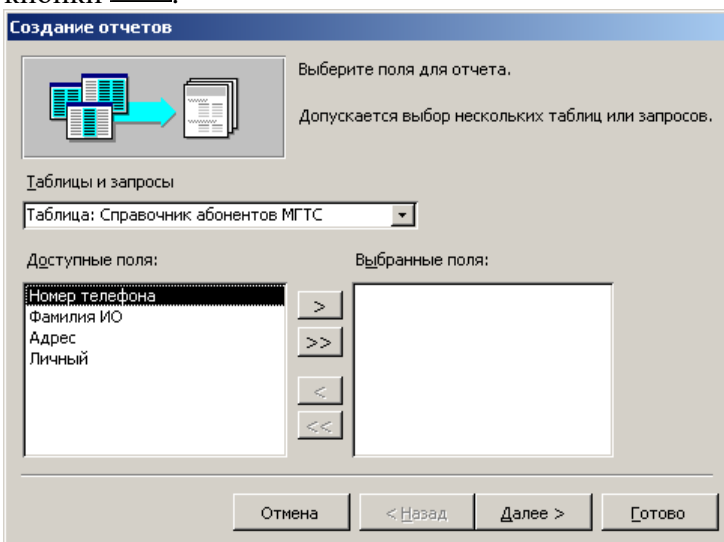 кнопки
Создание отчетов
Выберите поля для отчета.
Допускается выбор нескольких таблиц или запросов.
Таблицы и запросы
Таблица: Справочник абонентов МГТС
Доступные поля:
Выбранные поля:
Номер телефона
Фамилия ИО
Адрес
Личный
>
>>
<
<<
Отмена
< Назад
Далее >
Готово